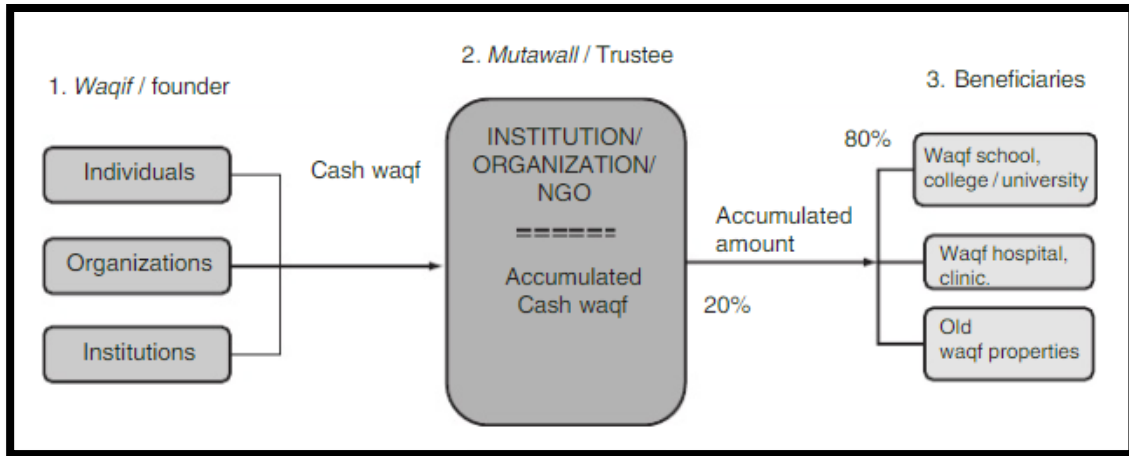 1. Waqif / founder
Individuals
Organizations
Institutions
Cash waqf
2. Mutawall / Trustee
INSTITUTION/
ORGANIZATION/
NGO
======
Accumulated
Cash waqf
Accumulated
amount
20%
3. Beneficiaries
80%
Waqf school,
college / university
Waqf hospital,
clinic.
Old
waqf properties